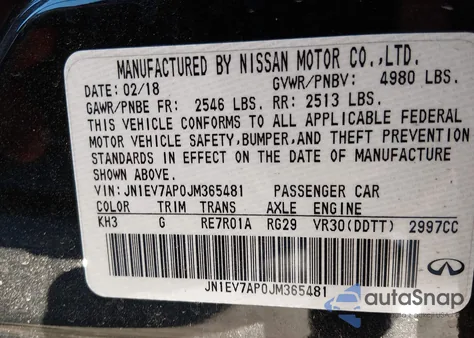 MANUFACTURED BY NISSAN MOTOR CO.,LTD.
DATE: 02/18 GVWR/PNBV: 4980 LBS.
GAWR/PNBE FR: 2546 LBS. RR: 2513 LBS.
THIS VEHICLE CONFORMS TO ALL APPLICABLE FEDERAL
MOTOR VEHICLE SAFETY,BUMPER,AND THEFT PREVENTION
STANDARDS IN EFFECT ON THE DATE OF MANUFACTURE
SHOWN ABOVE.
VIN: JN1EV7AP0JM365481 PASSENGER CAR
COLOR TRIM TRANS AXLE ENGINE
KH3 G RE7R01A RG29 VR30(DDTT) 2997CC
JN1EV7AP0JM365481
autoSnap